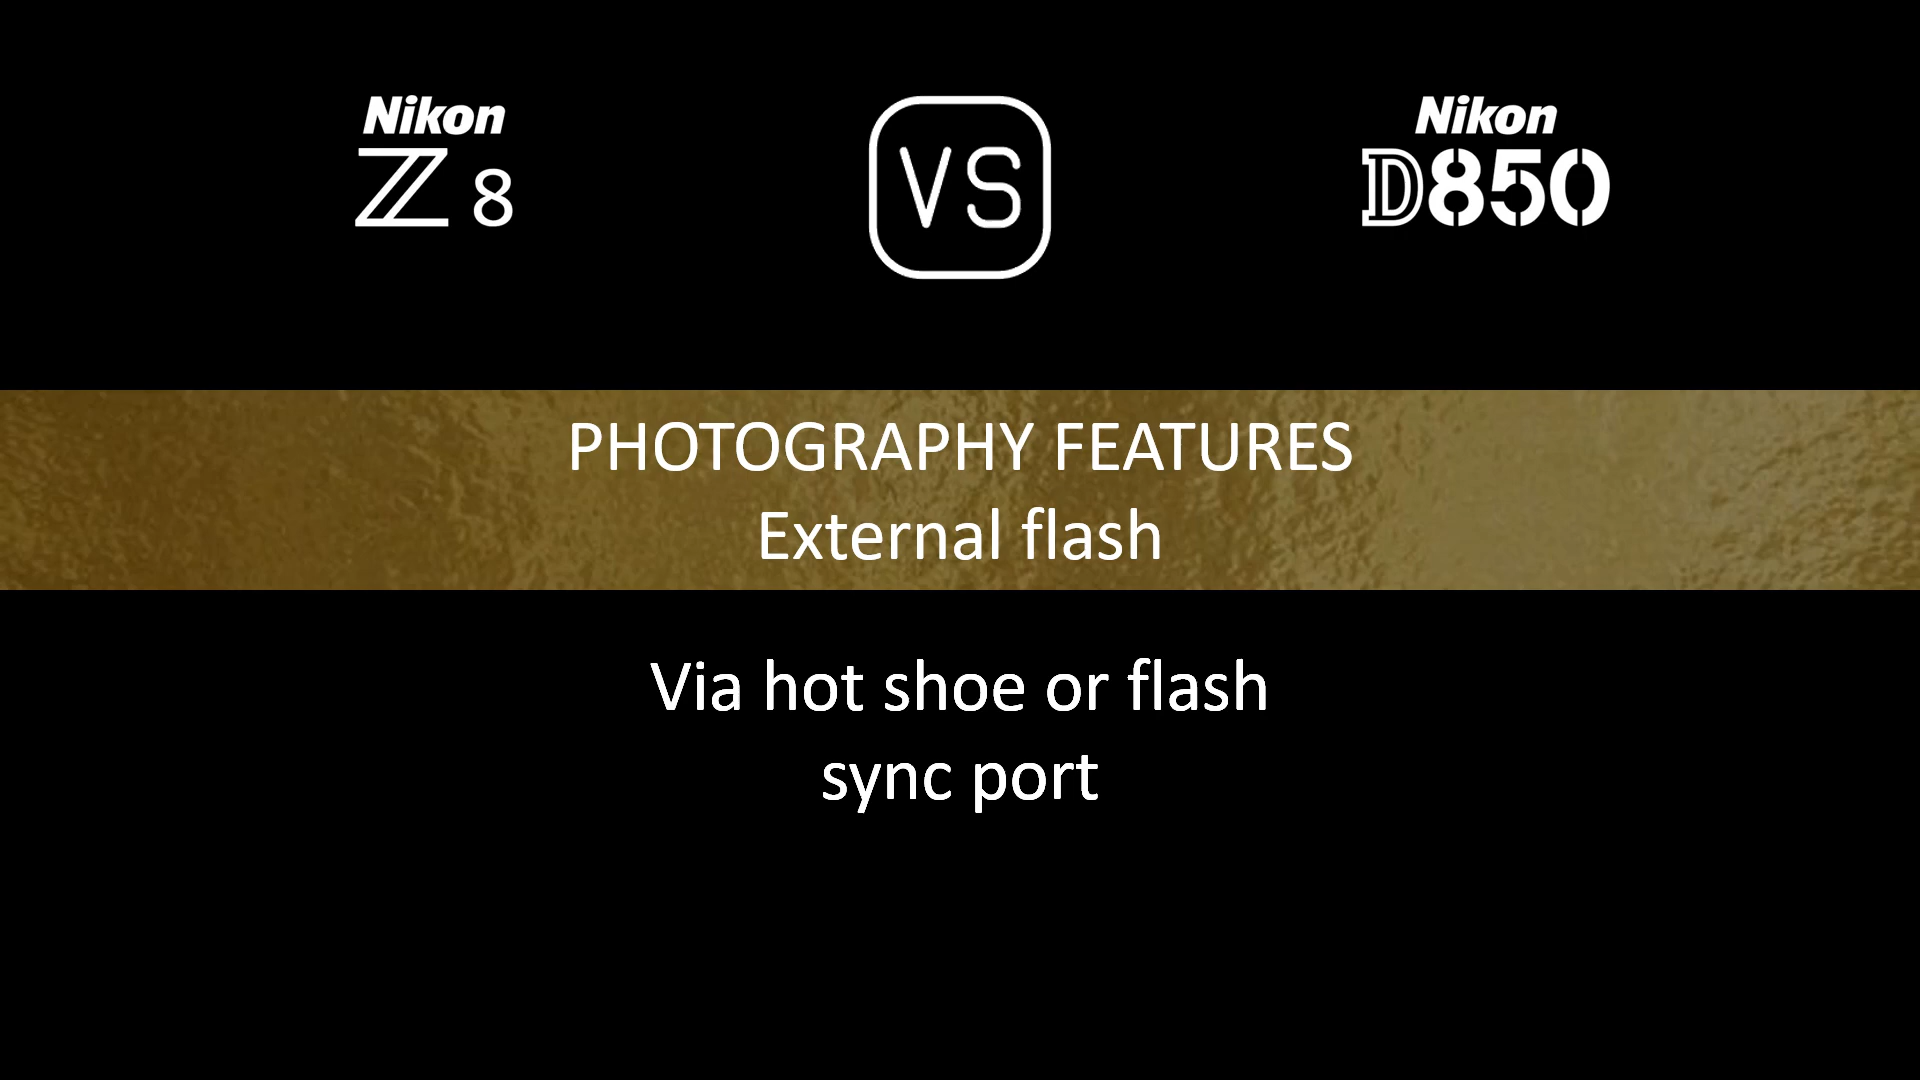 Nikon
Z 8
VS
Nikon
D850
PHOTOGRAPHY FEATURES
External flash
Via hot shoe or flash
sync port